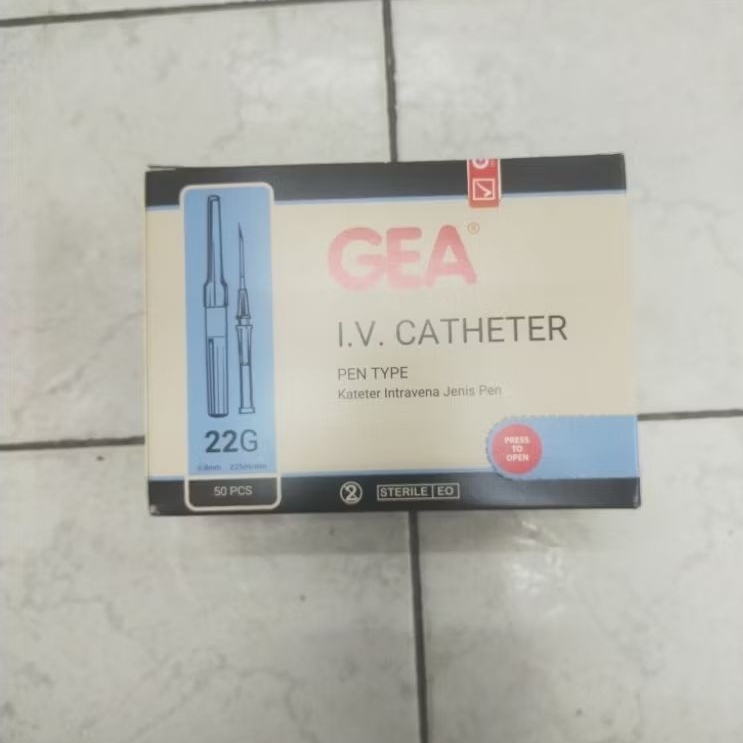 GEA®
I.V. CATHETER
PEN TYPE
Kateter Intravena Jenis Pen
22G
50 PCS
PRESS
TO
OPEN
STERILE EO